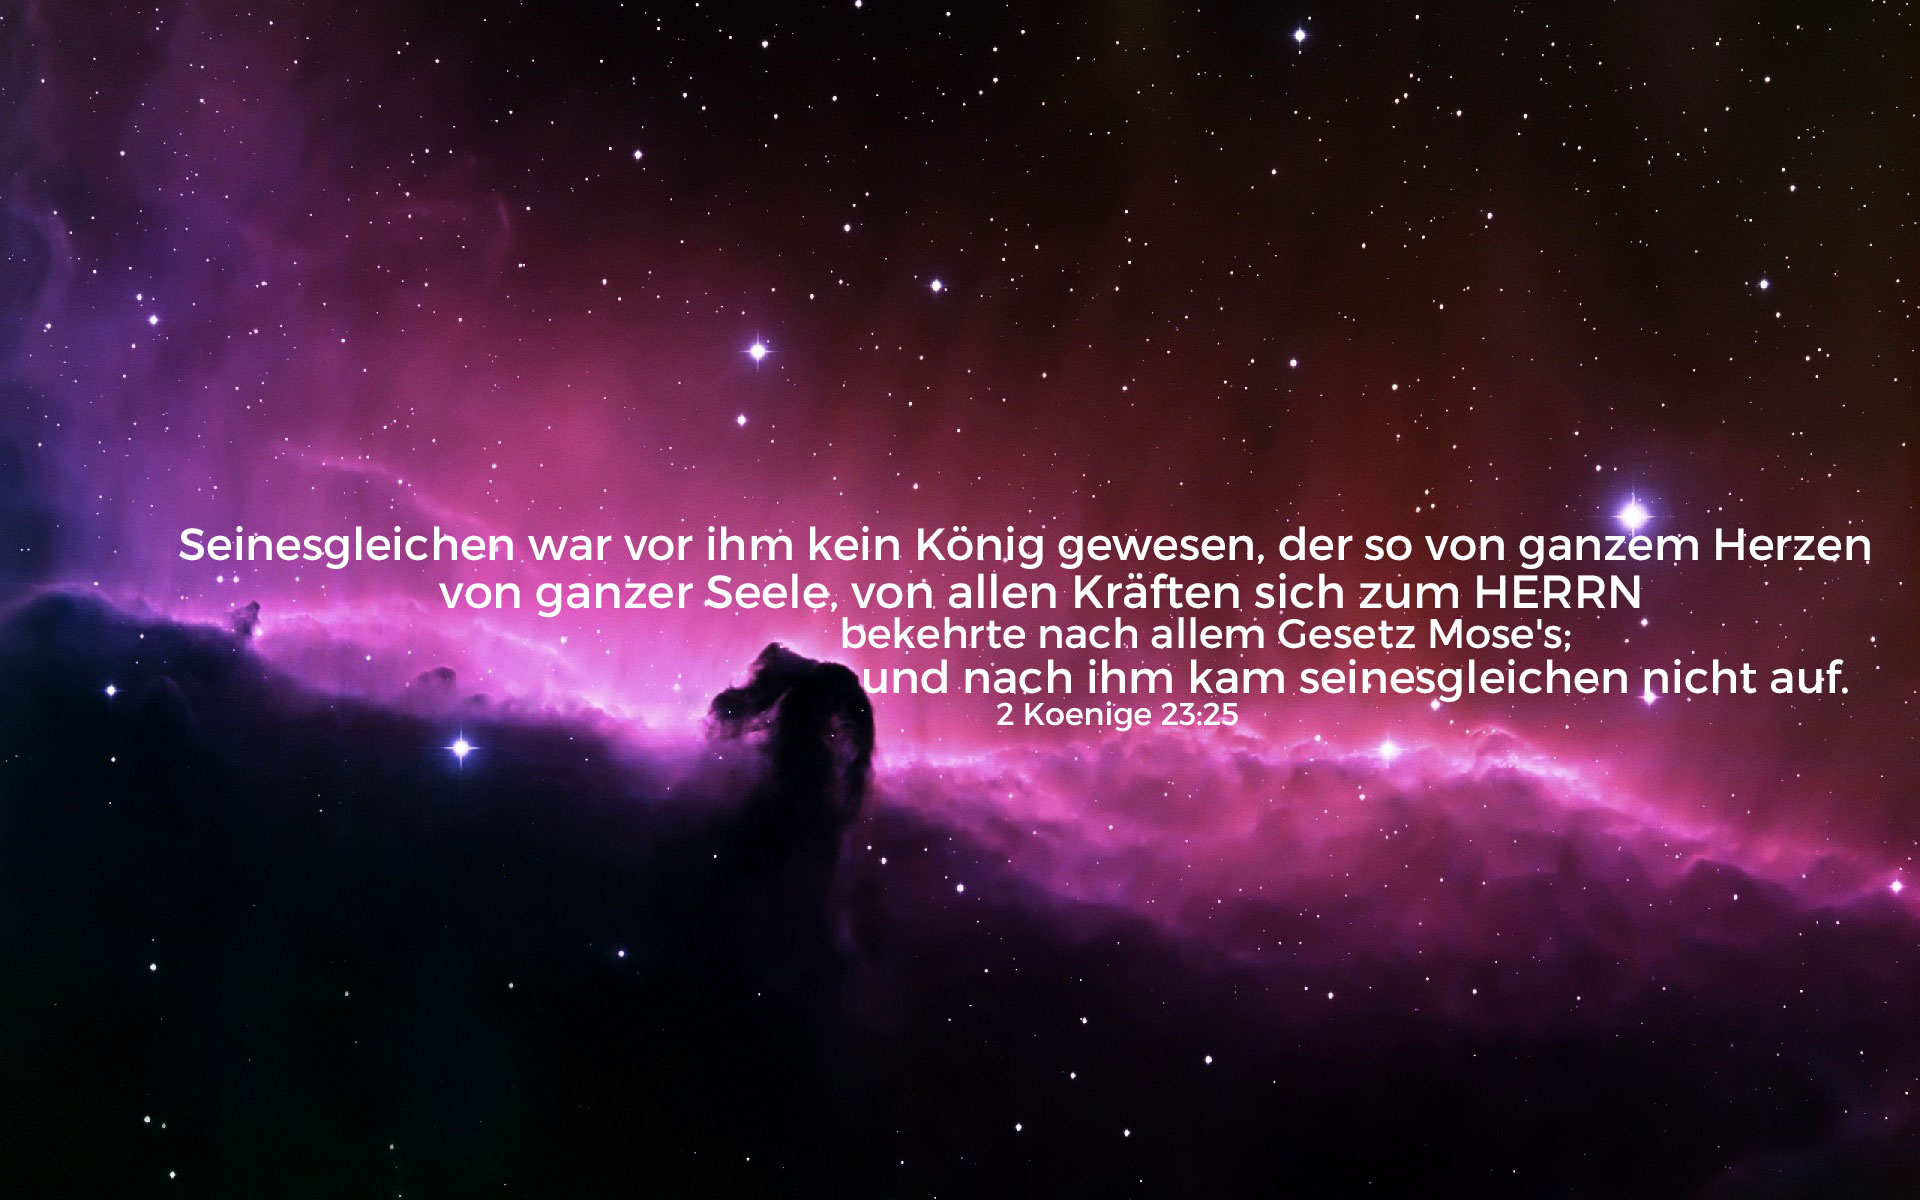 Seinesgleichen war vor ihm kein König gewesen, der so von ganzem Herzen
von ganzer Seele, von allen Kräften sich zum HERRN
bekehrte nach allem Gesetz Mose's;
und nach ihm kam seinesgleichen nicht auf.
2 Koenige 23:25